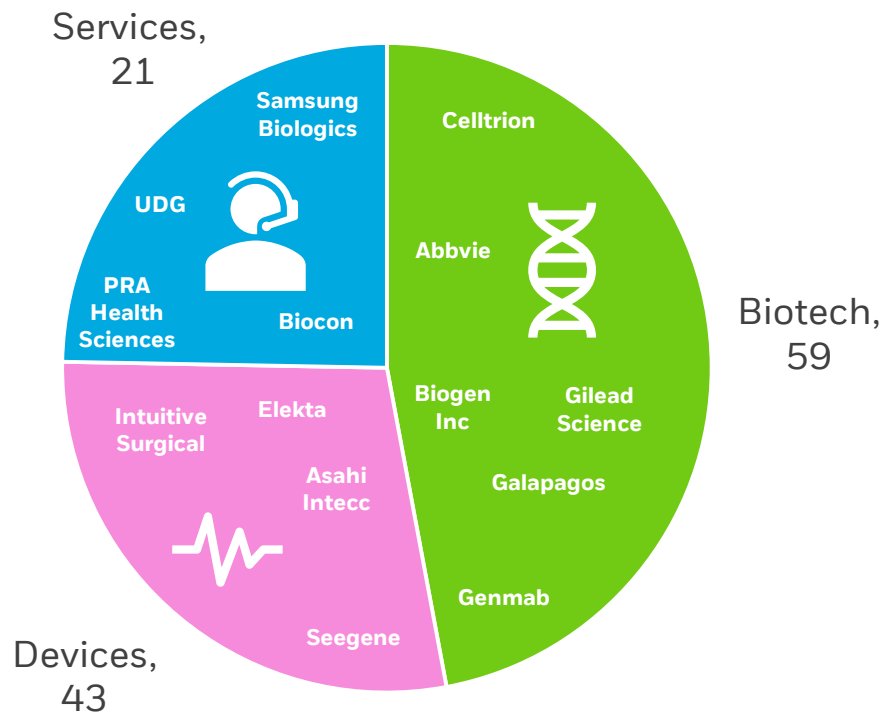 Services,
21
Samsung
Biologics
UDG
PRA
Health
Sciences
Biocon
Celltrion
Abbvie
Biogen
Inc
Gilead
Science
Galapagos
Genmab
Biotech,
59
Intuitive
Surgical
Elekta
Asahi
Intecc
Seegene
Devices,
43